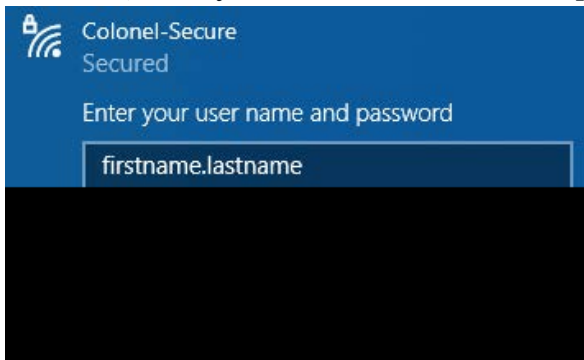 Colonel-Secure
Secured
Enter your user name and password
firstname.lastname